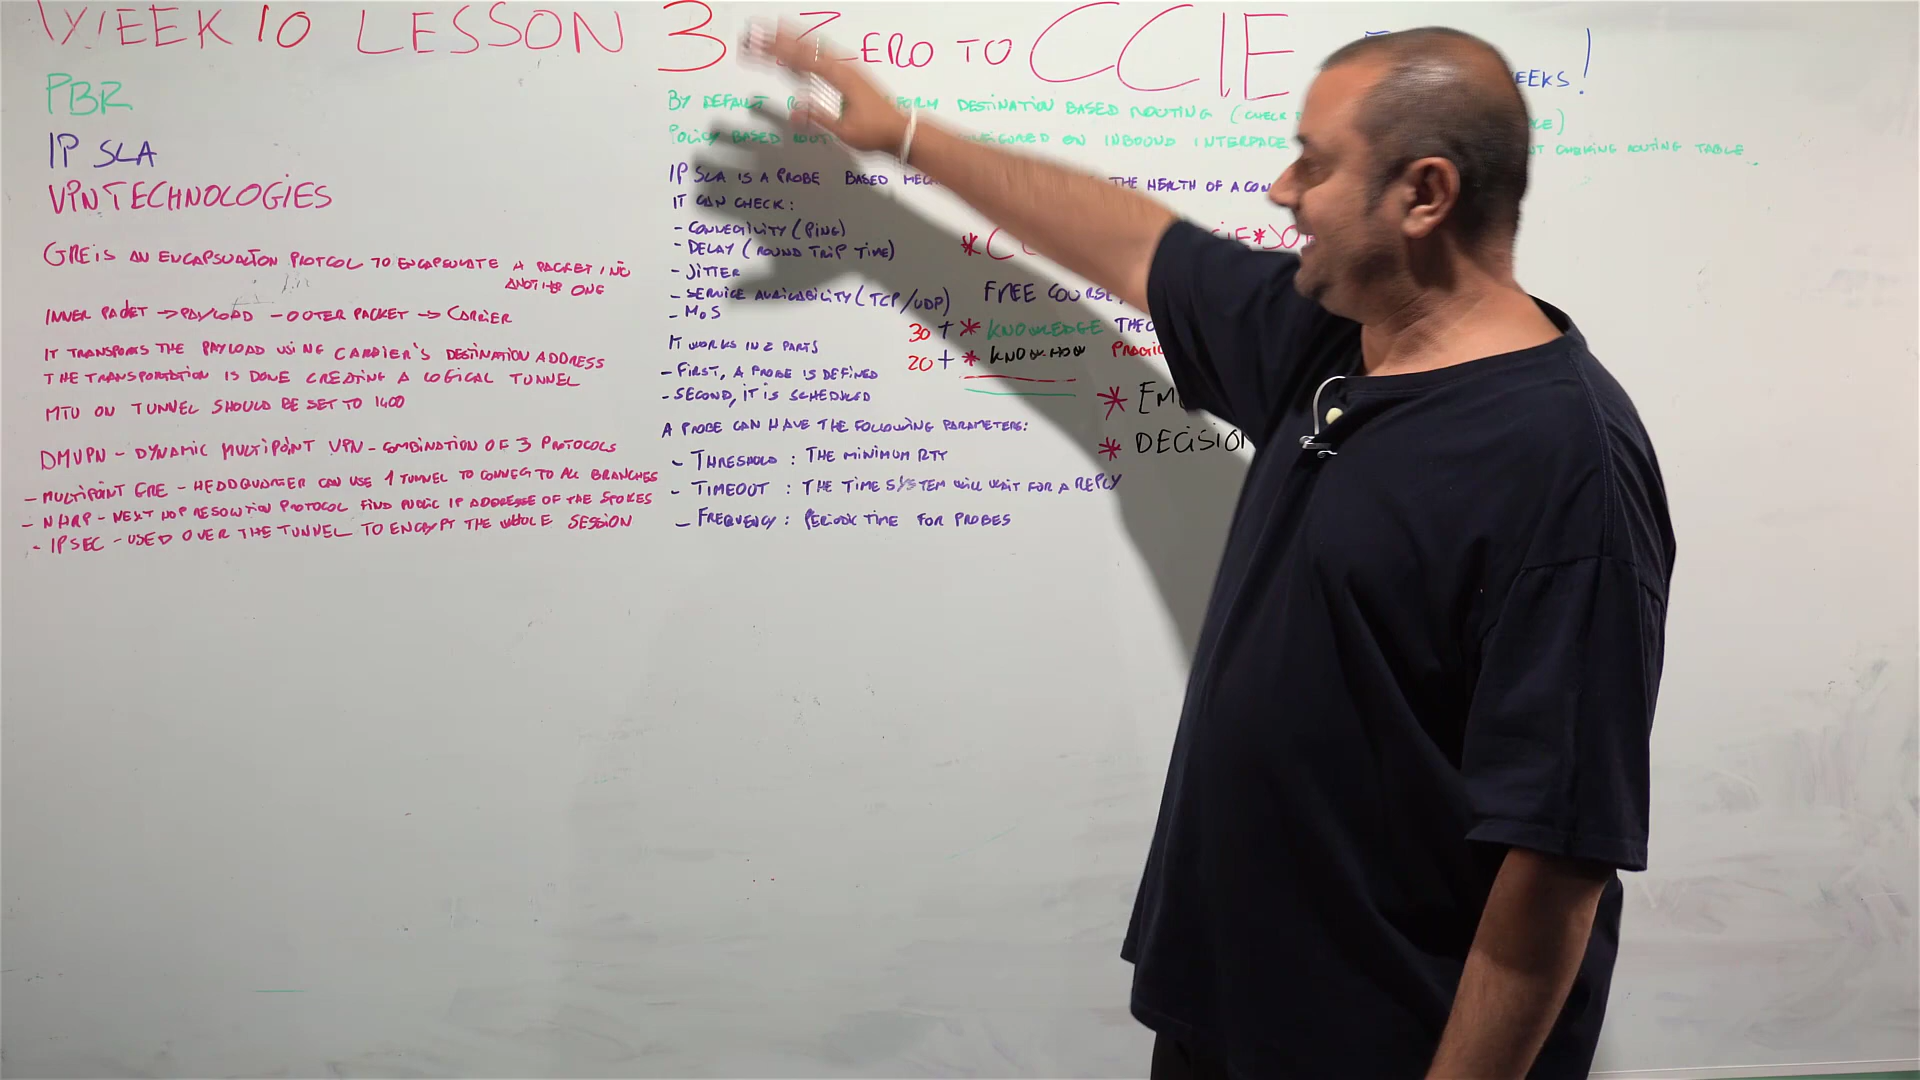 WEEK 10 LESSON 3 ZERO TO CCIE
EEKS!
PBR
IP SLA
VPN TECHNOLOGIES
GRE IS AN ENCAPSULATION PROTCOL TO ENCAPSULATE A PACKET INTO
ANOTHER ONE
INNER PACKET → PAYLOAD - OUTER PACKET → CARRIER
IT TRANSPORTS THE PAYLOAD USING CARRIER'S DESTINATION ADDRESS
THE TRANSPORTATION IS DONE CREATING A LOGICAL TUNNEL
MTU ON TUNNEL SHOULD BE SET TO 1400
DMVPN - DYNAMIC MULTIPOINT VPN - COMBINATION OF 3 PROTOCOLS
- MULTIPOINT GRE - HEADQUARTER CAN USE 1 TUNNEL TO CONNECT TO ALL BRANCHES
- NHRP - NEXT HOP RESOLUTION PROTOCOL FIND PUBLIC IP ADDRESSE OF THE SPOKES
- IPSEC - USED OVER THE TUNNEL TO ENCRYPT THE WHOLE SESSION
BY DEFAULT FORM DESTINATION BASED ROUTING (CHECK
POLICY BASED ON INBOUND INTERFACE CHECKING ROUTING TABLE
IP SLA IS A PROBE BASED THE HEALTH OF A CON
IT CAN CHECK:
- CONNECTIVITY (PING)
- DELAY (ROUND TRIP TIME)
- JITTER
- SERVICE AVAILABILITY (TCP/UDP)
- MOS
IT WORKS IN 2 PARTS
- FIRST, A PROBE IS DEFINED
- SECOND, IT IS SCHEDULED
A PROBE CAN HAVE THE FOLLOWING PARAMETERS:
- THRESHOLD : THE MINIMUM RTT
- TIMEOUT : THE TIME SYSTEM WILL WAIT FOR A REPLY
- FREQUENCY : PERIODIC TIME FOR PROBES
FREE COURSE
30 + * KNOWLEDGE THEO
20 + * KNOW-HOW PRACTIC
* EM
* DECISION